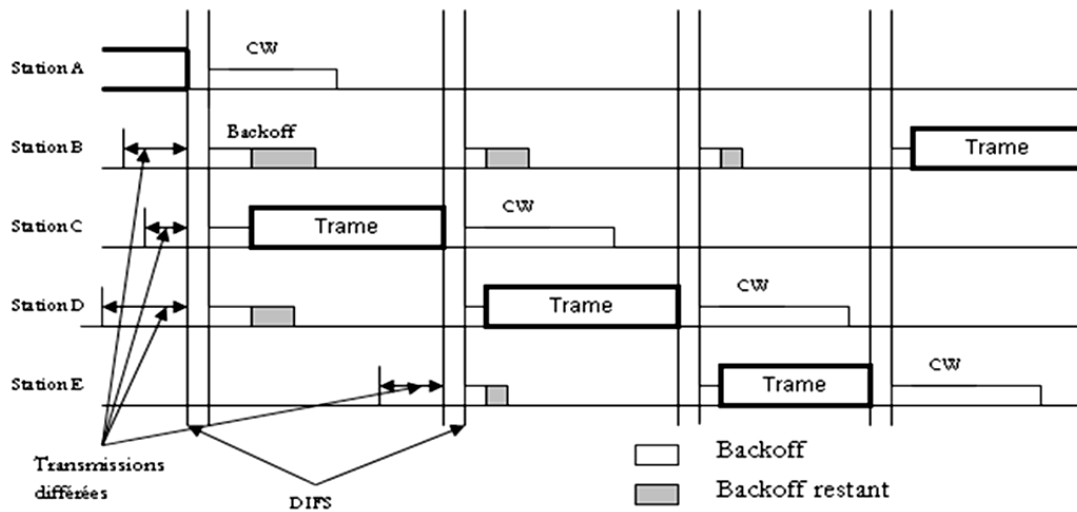 CW
Station A
Backoff
Station B
Trame
CW
Station C
Trame
CW
Station D
Trame
CW
Station E
Trame
Transmissions
différées
DIFS
Backoff
Backoff restant